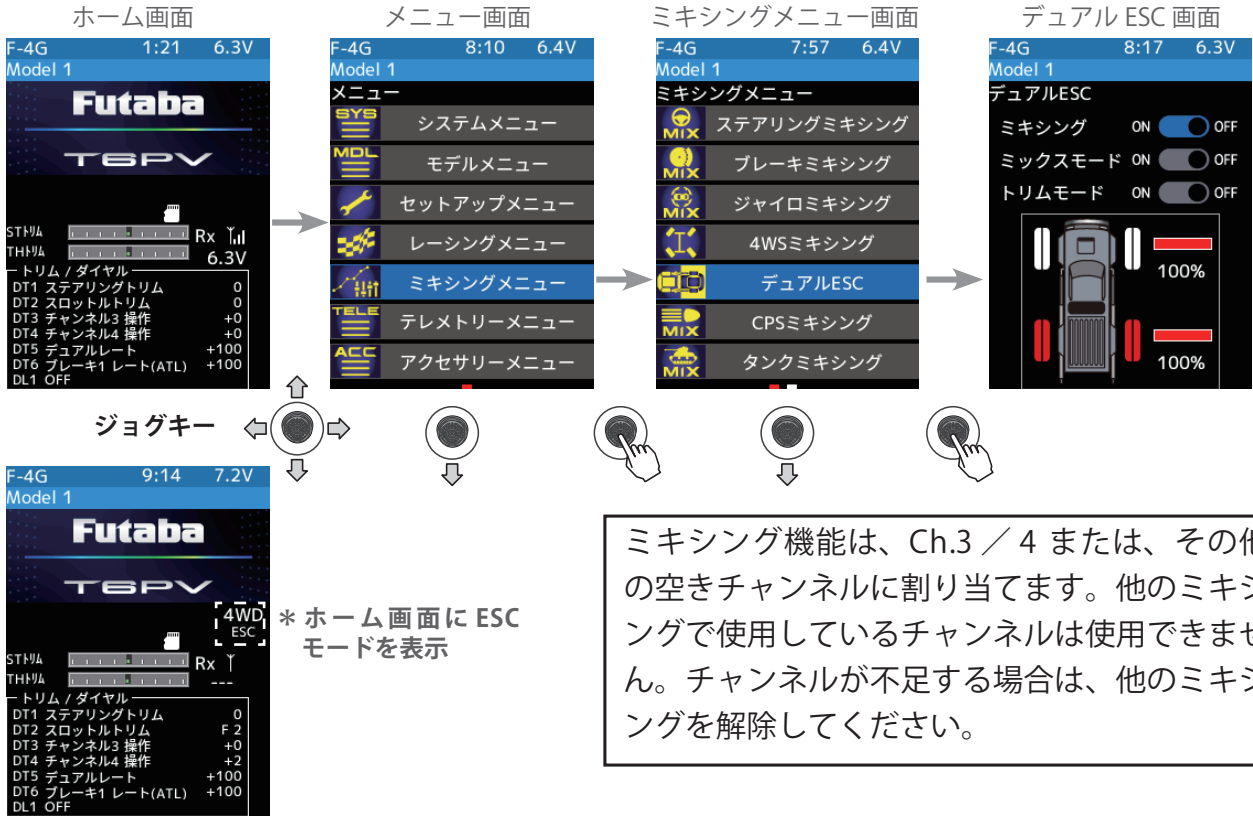 ホーム画面
メニュー画面
ミキシングメニュー画面
デュアル ESC 画面
F-4G 1:21 6.3V
Model 1
Futaba
T6PV
STトリム
Rx
THトリム
6.3V
トリム / ダイヤル
DT1 ステアリングトリム 0
DT2 スロットルトリム 0
DT3 チャンネル3 操作 +0
DT4 チャンネル4 操作 +0
DT5 デュアルレート +100
DT6 ブレーキ1 レート(ATL) +100
DL1 OFF
F-4G 8:10 6.4V
Model 1
メニュー
SYS システムメニュー
MDL モデルメニュー
セットアップメニュー
レーシングメニュー
ミキシングメニュー
TELE テレメトリーメニュー
ACC アクセサリーメニュー
F-4G 7:57 6.4V
Model 1
ミキシングメニュー
MIX ステアリングミキシング
MIX ブレーキミキシング
MIX ジャイロミキシング
4WSミキシング
デュアルESC
MIX CPSミキシング
MIX タンクミキシング
F-4G 8:17 6.3V
Model 1
デュアルESC
ミキシング ON OFF
ミックスモード ON OFF
トリムモード ON OFF
100%
100%
ジョグキー
F-4G 9:14 7.2V
Model 1
Futaba
T6PV
4WD
ESC
STトリム
Rx
THトリム
---
トリム / ダイヤル
DT1 ステアリングトリム 0
DT2 スロットルトリム F 2
DT3 チャンネル3 操作 +0
DT4 チャンネル4 操作 +2
DT5 デュアルレート +100
DT6 ブレーキ1 レート(ATL) +100
DL1 OFF
＊ホーム画面に ESC
モードを表示
ミキシング機能は、Ch.3 ／ 4 または、その他
の空きチャンネルに割り当てます。他のミキシ
ングで使用しているチャンネルは使用できませ
ん。チャンネルが不足する場合は、他のミキシ
ングを解除してください。